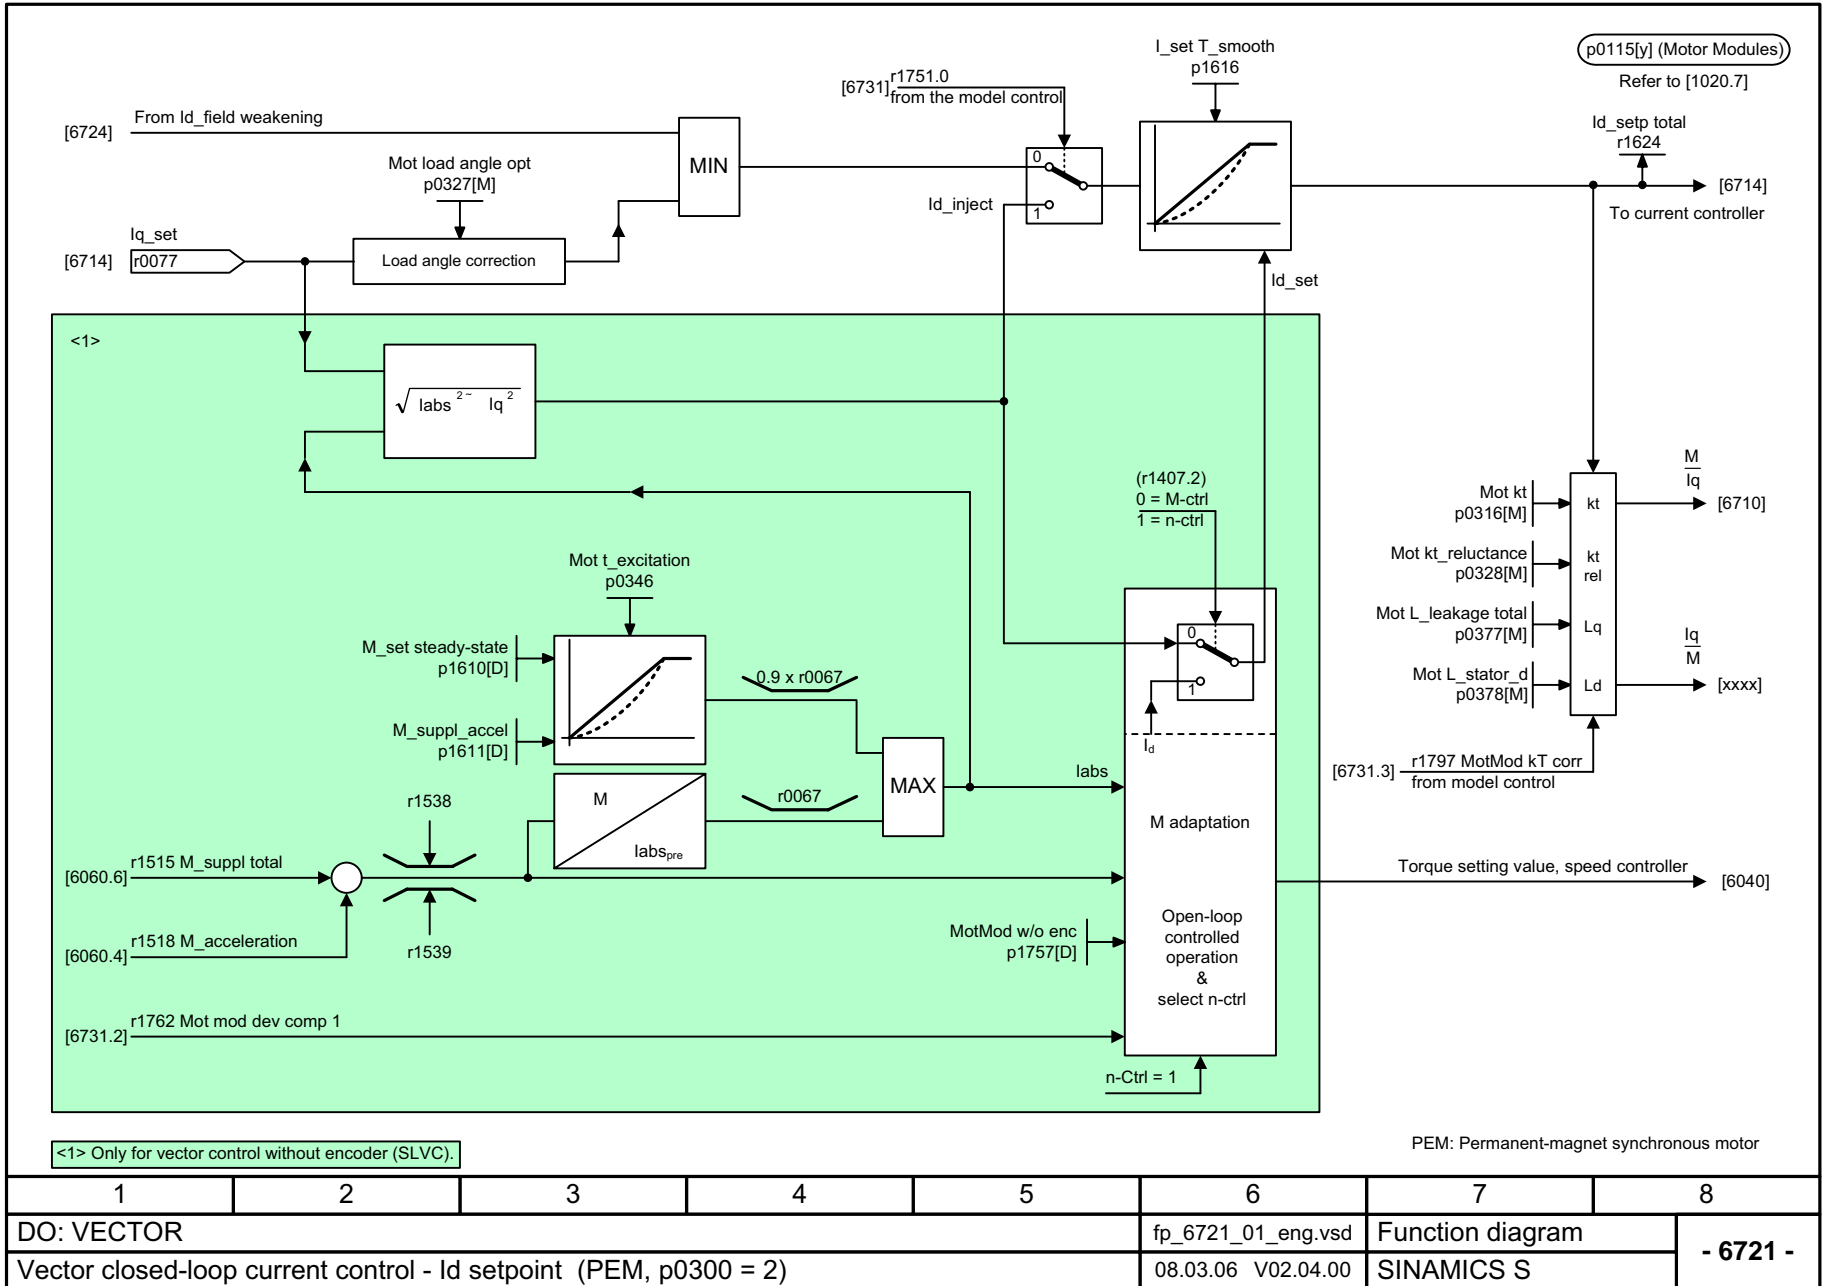 I_set T_smooth
p1616
p0115[y] (Motor Modules)
Refer to [1020.7]
[6731]
r1751.0
from the model control
[6724]
From Id_field weakening
Id_setp total
r1624
Mot load angle opt
p0327[M]
MIN
0
1
Id_inject
[6714]
To current controller
Iq_set
[6714]
r0077
Load angle correction
Id_set
<1>
√ Iabs 2 ~ Iq 2
(r1407.2)
0 = M-ctrl
1 = n-ctrl
M
Iq
Mot kt
p0316[M]
kt
[6710]
Mot kt_reluctance
p0328[M]
kt
rel
Mot t_excitation
p0346
Mot L_leakage total
p0377[M]
Lq
M_set steady-state
p1610[D]
0
1
Iq
M
0.9 x r0067
Mot L_stator_d
p0378[M]
Ld
[xxxx]
M_suppl_accel
p1611[D]
Id
[6731.3]
r1797 MotMod kT corr
from model control
Iabs
MAX
r1538
M
Iabspre
r0067
M adaptation
[6060.6]
r1515 M_suppl total
Torque setting value, speed controller
[6040]
[6060.4]
r1518 M_acceleration
r1539
MotMod w/o enc
p1757[D]
Open-loop
controlled
operation
&
select n-ctrl
[6731.2]
r1762 Mot mod dev comp 1
n-Ctrl = 1
<1> Only for vector control without encoder (SLVC).
PEM: Permanent-magnet synchronous motor
1 2 3 4 5 6 7 8
DO: VECTOR
fp_6721_01_eng.vsd
Function diagram
- 6721 -
Vector closed-loop current control - Id setpoint (PEM, p0300 = 2)
08.03.06 V02.04.00
SINAMICS S